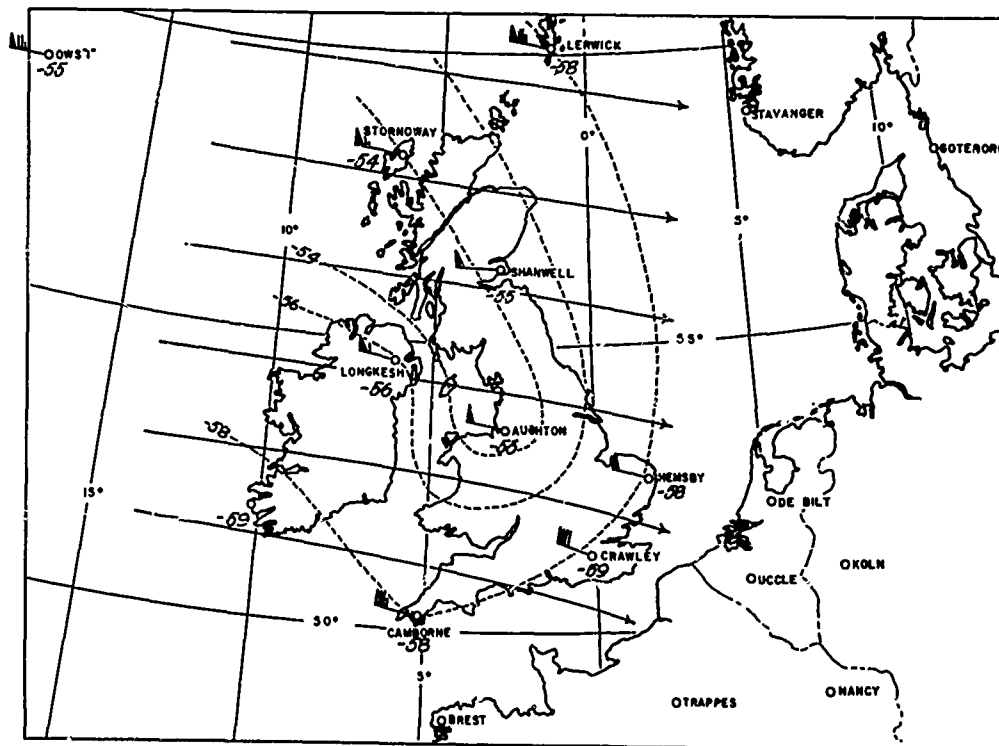 OWS "J"
-55
LERWICK
-58
STAVANGER
STORNOWAY
-54
0°
10°
GOTEBORG
10°
-54
5°
SHANWELL
-55
-56
55°
LONGKESH
-56
-58
AUGHTON
-55
HEMSBY
-58
15°
DE BILT
-59
CRAWLEY
-59
UCCLE
KOLN
50°
CAMBORNE
-58
5°
TRAPPES
NANCY
BREST